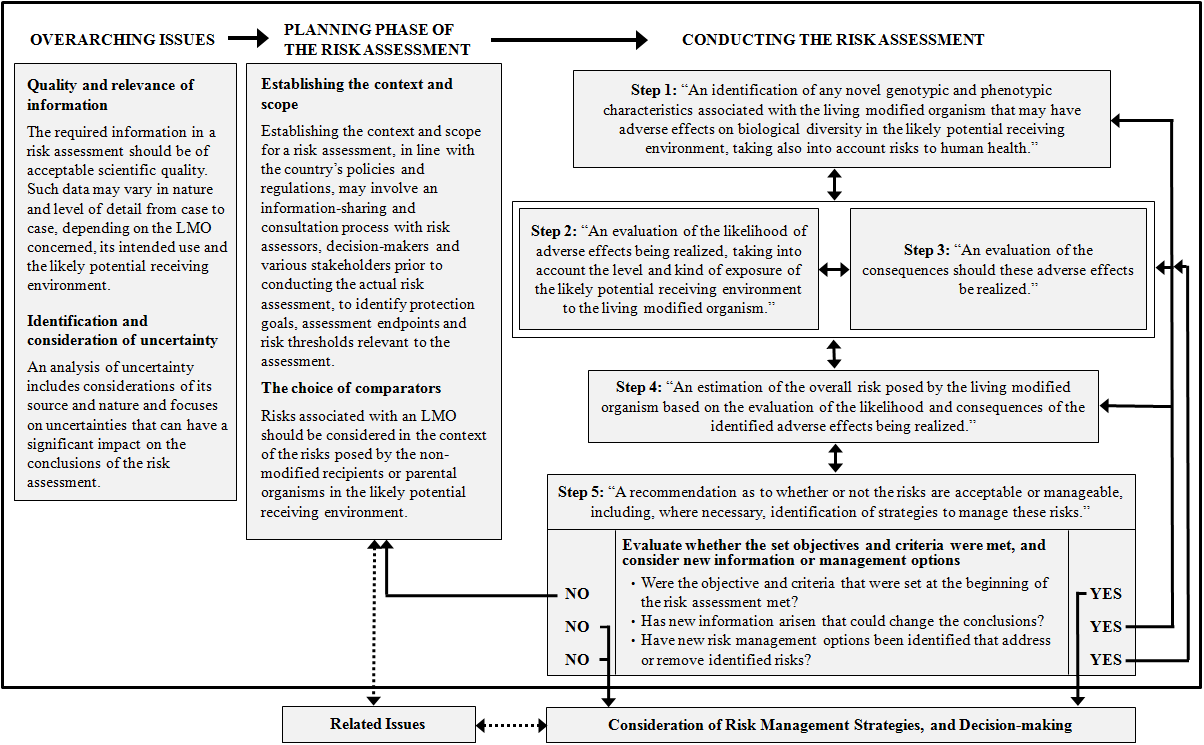 OVERARCHING ISSUES
PLANNING PHASE OF
THE RISK ASSESSMENT
CONDUCTING THE RISK ASSESSMENT
Quality and relevance of
information
The required information in a
risk assessment should be of
acceptable scientific quality.
Such data may vary in nature
and level of detail from case to
case, depending on the LMO
concerned, its intended use and
the likely potential receiving
environment.
Identification and
consideration of uncertainty
An analysis of uncertainty
includes considerations of its
source and nature and focuses
on uncertainties that can have a
significant impact on the
conclusions of the risk
assessment.
Establishing the context and
scope
Establishing the context and scope
for a risk assessment, in line with
the country’s policies and
regulations, may involve an
information-sharing and
consultation process with risk
assessors, decision-makers and
various stakeholders prior to
conducting the actual risk
assessment, to identify protection
goals, assessment endpoints and
risk thresholds relevant to the
assessment.
The choice of comparators
Risks associated with an LMO
should be considered in the context
of the risks posed by the non-
modified recipients or parental
organisms in the likely potential
receiving environment.
Step 1: “An identification of any novel genotypic and phenotypic
characteristics associated with the living modified organism that may have
adverse effects on biological diversity in the likely potential receiving
environment, taking also into account risks to human health.”
Step 2: “An evaluation of the likelihood of
adverse effects being realized, taking into
account the level and kind of exposure of
the likely potential receiving environment
to the living modified organism.”
Step 3: “An evaluation of the
consequences should these adverse effects
be realized.”
Step 4: “An estimation of the overall risk posed by the living modified
organism based on the evaluation of the likelihood and consequences of the
identified adverse effects being realized.”
Step 5: “A recommendation as to whether or not the risks are acceptable or manageable,
including, where necessary, identification of strategies to manage these risks.”
Evaluate whether the set objectives and criteria were met, and
consider new information or management options
• Were the objective and criteria that were set at the beginning of
the risk assessment met?
• Has new information arisen that could change the conclusions?
• Have new risk management options been identified that address
or remove identified risks?
NO
NO
NO
YES
YES
YES
Related Issues
Consideration of Risk Management Strategies, and Decision-making